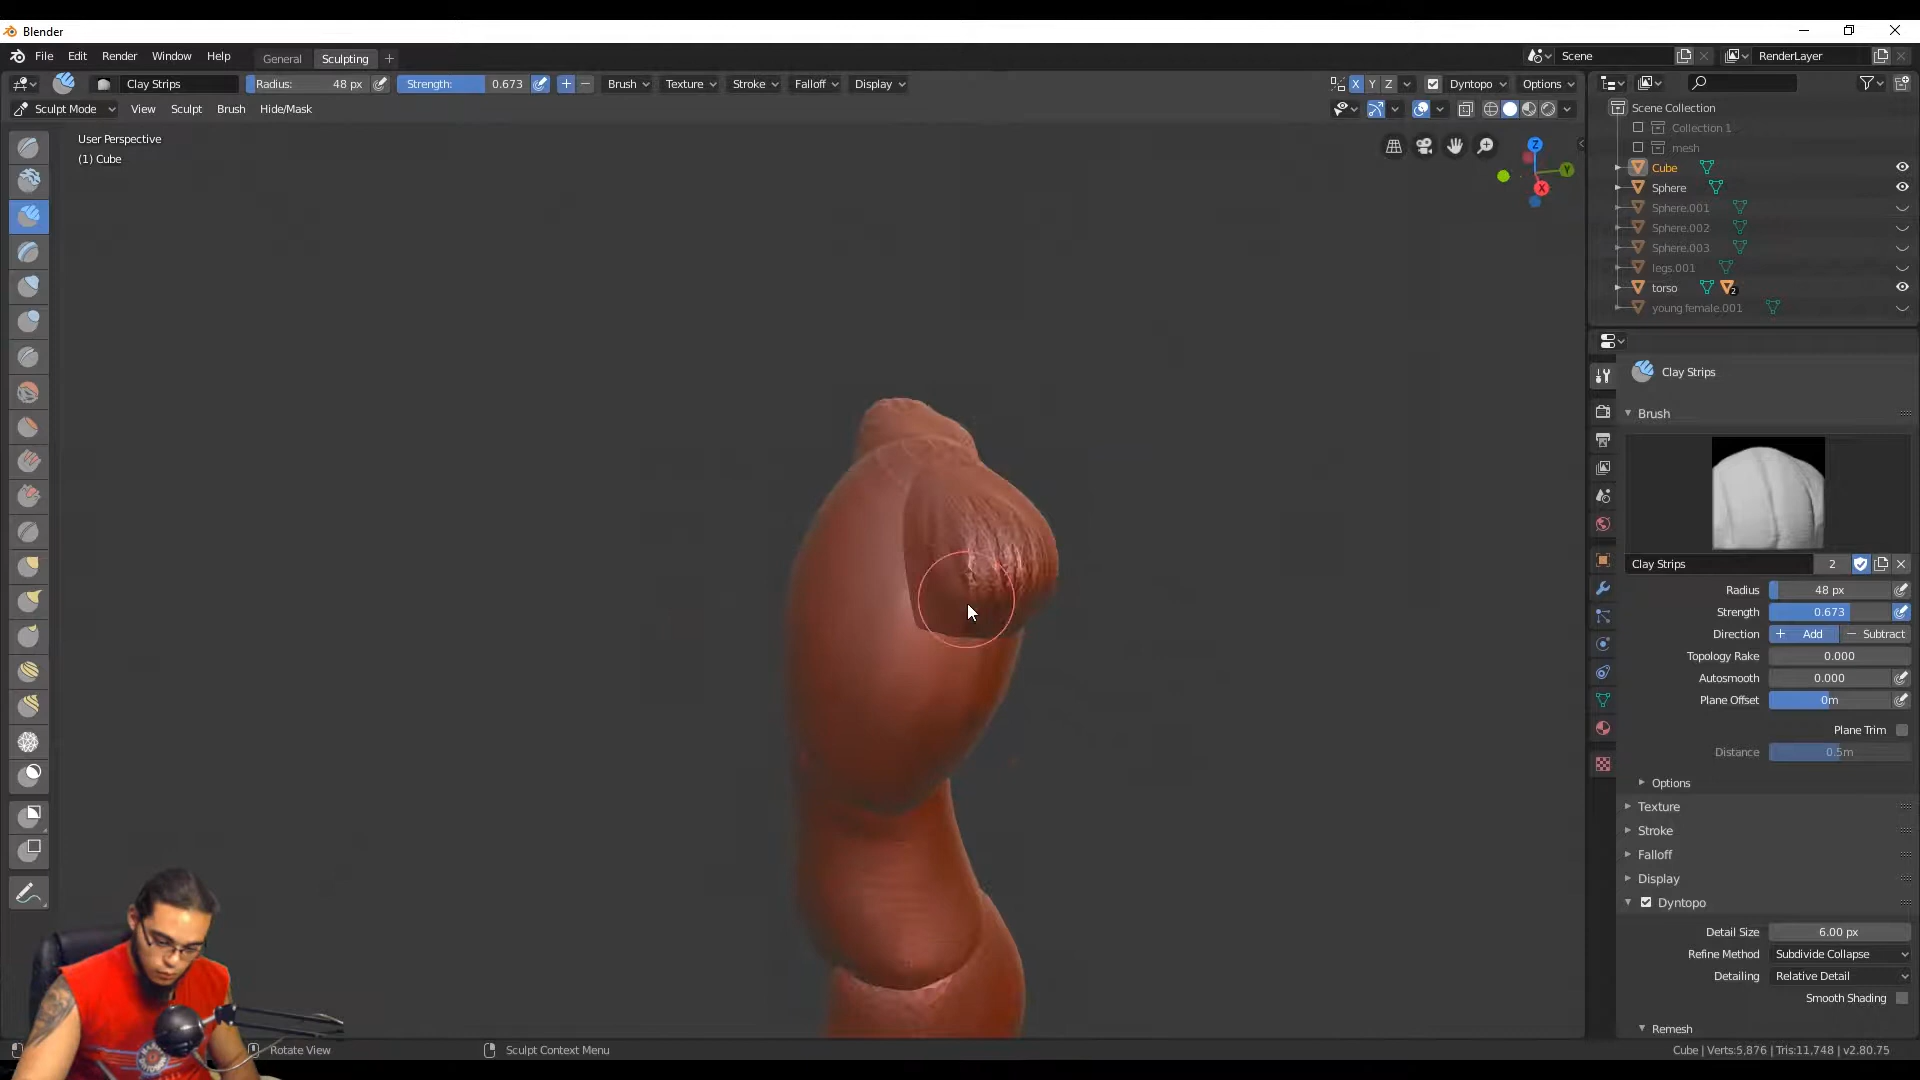 Blender
File Edit Render Window Help General Sculpting + Scene RenderLayer
Clay Strips Radius: 48 px Strength: 0.673 Brush Texture Stroke Falloff Display X Y Z Dyntopo Options
Sculpt Mode View Sculpt Brush Hide/Mask
User Perspective
(1) Cube
Z
Y
X
Scene Collection
Collection 1
mesh
Cube
Sphere
Sphere.001
Sphere.002
Sphere.003
legs.001
torso 2
young female.001
Clay Strips
Brush
Clay Strips 2
Radius 48 px
Strength 0.673
Direction + Add − Subtract
Topology Rake 0.000
Autosmooth 0.000
Plane Offset 0m
Plane Trim
Distance 0.5m
Options
Texture
Stroke
Falloff
Display
Dyntopo
Detail Size 6.00 px
Refine Method Subdivide Collapse
Detailing Relative Detail
Smooth Shading
Remesh
Rotate View Sculpt Context Menu Cube | Verts:5,876 | Tris:11,748 | v2.80.75